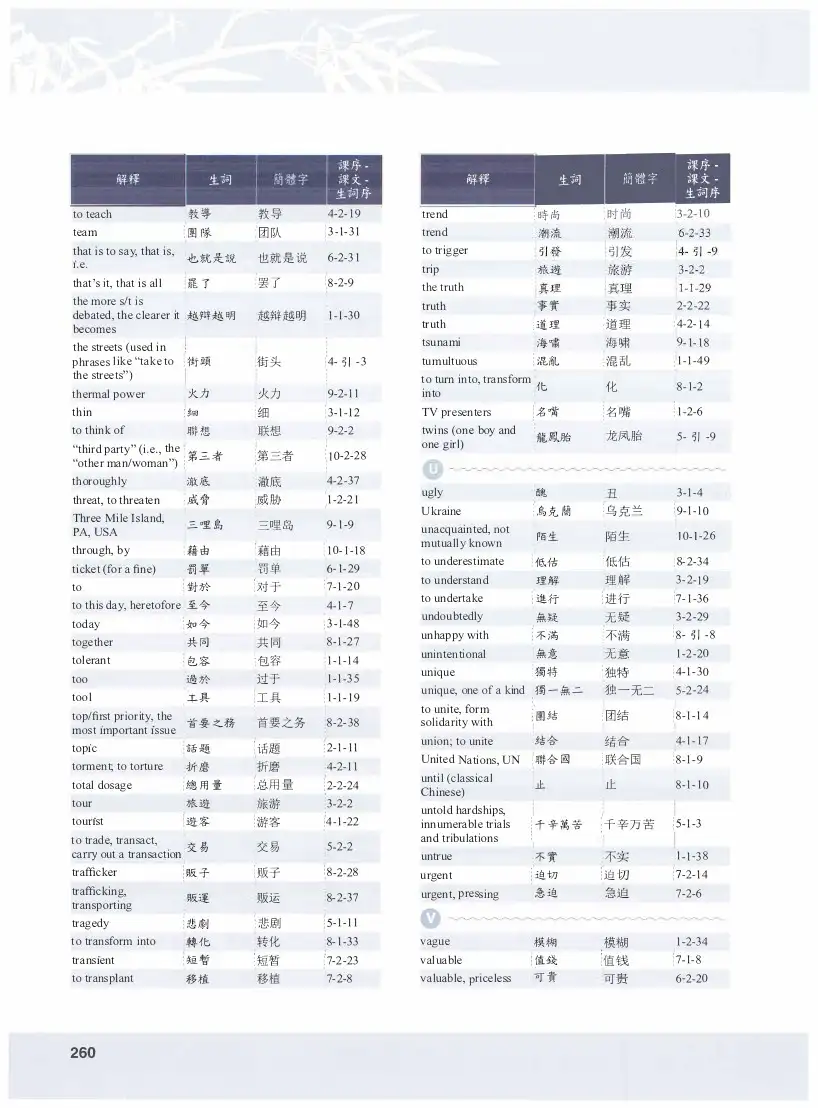 解釋 生詞 簡體字 課序-課文-生詞序
to teach 教導 教导 4-2-19
team 團隊 团队 3-1-31
that is to say, that is, i.e. 也就是說 也就是说 6-2-31
that's it, that is all 罷了 罢了 8-2-9
the more s/t is debated, the clearer it becomes 越辯越明 越辩越明 1-1-30
the streets (used in phrases like "take to the streets") 街頭 街头 4-引-3
thermal power 火力 火力 9-2-11
thin 細 细 3-1-12
to think of 聯想 联想 9-2-2
"third party" (i.e., the "other man/woman") 第三者 第三者 10-2-28
thoroughly 澈底 澈底 4-2-37
threat, to threaten 威脅 威胁 1-2-21
Three Mile Island, PA, USA 三哩島 三哩岛 9-1-9
through, by 藉由 藉由 10-1-18
ticket (for a fine) 罰單 罚单 6-1-29
to 對於 对于 7-1-20
to this day, heretofore 至今 至今 4-1-7
today 如今 如今 3-1-48
together 共同 共同 8-1-27
tolerant 包容 包容 1-1-14
too 過於 过于 1-1-35
tool 工具 工具 1-1-19
top/first priority, the most important issue 首要之務 首要之务 8-2-38
topic 話題 话题 2-1-11
torment; to torture 折磨 折磨 4-2-11
total dosage 總用量 总用量 2-2-24
tour 旅遊 旅游 3-2-2
tourist 遊客 游客 4-1-22
to trade, transact, carry out a transaction 交易 交易 5-2-2
trafficker 販子 贩子 8-2-28
trafficking, transporting 販運 贩运 8-2-37
tragedy 悲劇 悲剧 5-1-11
to transform into 轉化 转化 8-1-33
transient 短暫 短暂 7-2-23
to transplant 移植 移植 7-2-8
解釋 生詞 簡體字 課序-課文-生詞序
trend 時尚 时尚 3-2-10
trend 潮流 潮流 6-2-33
to trigger 引發 引发 4-引-9
trip 旅遊 旅游 3-2-2
the truth 真理 真理 1-1-29
truth 事實 事实 2-2-22
truth 道理 道理 4-2-14
tsunami 海嘯 海啸 9-1-18
tumultuous 混亂 混乱 1-1-49
to turn into, transform into 化 化 8-1-2
TV presenters 名嘴 名嘴 1-2-6
twins (one boy and one girl) 龍鳳胎 龙凤胎 5-引-9
U
ugly 醜 丑 3-1-4
Ukraine 烏克蘭 乌克兰 9-1-10
unacquainted, not mutually known 陌生 陌生 10-1-26
to underestimate 低估 低估 8-2-34
to understand 理解 理解 3-2-19
to undertake 進行 进行 7-1-36
undoubtedly 無疑 无疑 3-2-29
unhappy with 不滿 不满 8-引-8
unintentional 無意 无意 1-2-20
unique 獨特 独特 4-1-30
unique, one of a kind 獨一無二 独一无二 5-2-24
to unite, form solidarity with 團結 团结 8-1-14
union; to unite 結合 结合 4-1-17
United Nations, UN 聯合國 联合国 8-1-9
until (classical Chinese) 止 止 8-1-10
untold hardships, innumerable trials and tribulations 千辛萬苦 千辛万苦 5-1-3
untrue 不實 不实 1-1-38
urgent 迫切 迫切 7-2-14
urgent, pressing 急迫 急迫 7-2-6
V
vague 模糊 模糊 1-2-34
valuable 值錢 值钱 7-1-8
valuable, priceless 可貴 可贵 6-2-20
260